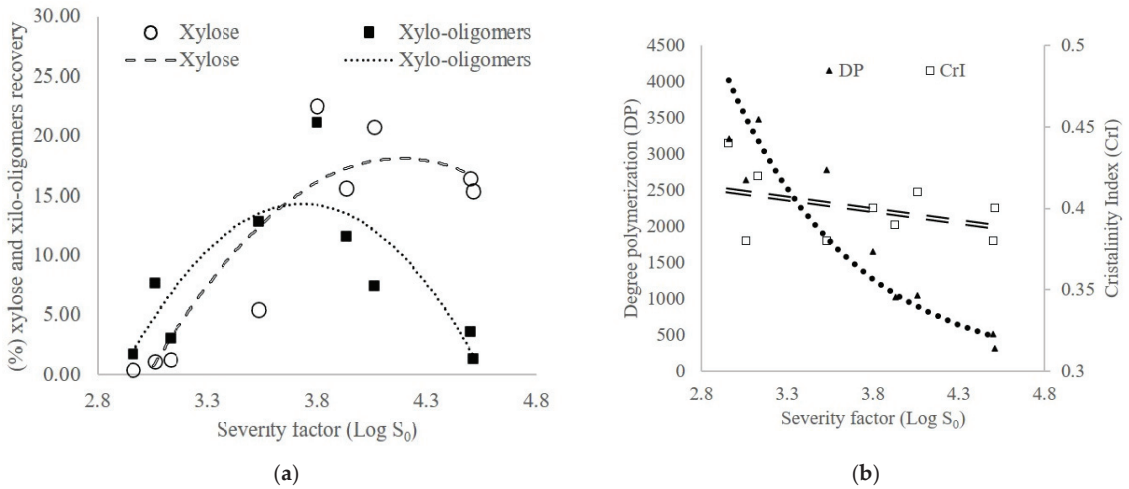 30.00
25.00
20.00
15.00
10.00
5.00
0.00
2.8 3.3 3.8 4.3 4.8
(%) xylose and xilo-oligomers recovery
Severity factor (Log S0)
Xylose Xylo-oligomers
Xylose Xylo-oligomers
(a)
4500
4000
3500
3000
2500
2000
1500
1000
500
0
2.8 3.3 3.8 4.3 4.8
Degree polymerization (DP)
Severity factor (Log S0)
DP CrI
0.5
0.45
0.4
0.35
0.3
Cristalinity Index (CrI)
(b)